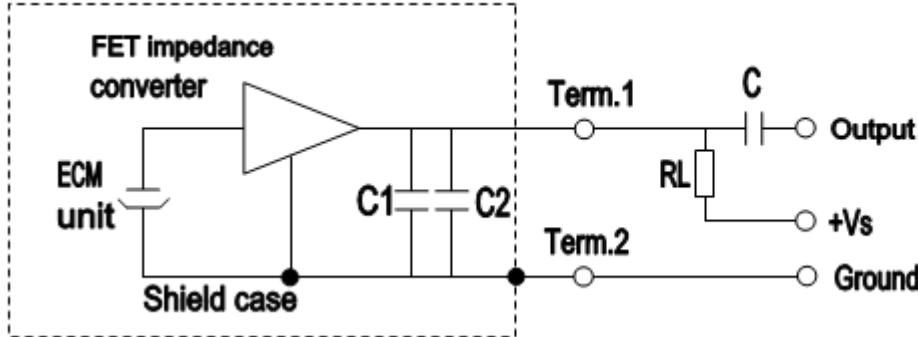 FET impedance
converter
Term.1
C
Output
ECM
unit
C1
C2
RL
+Vs
Term.2
Ground
Shield case